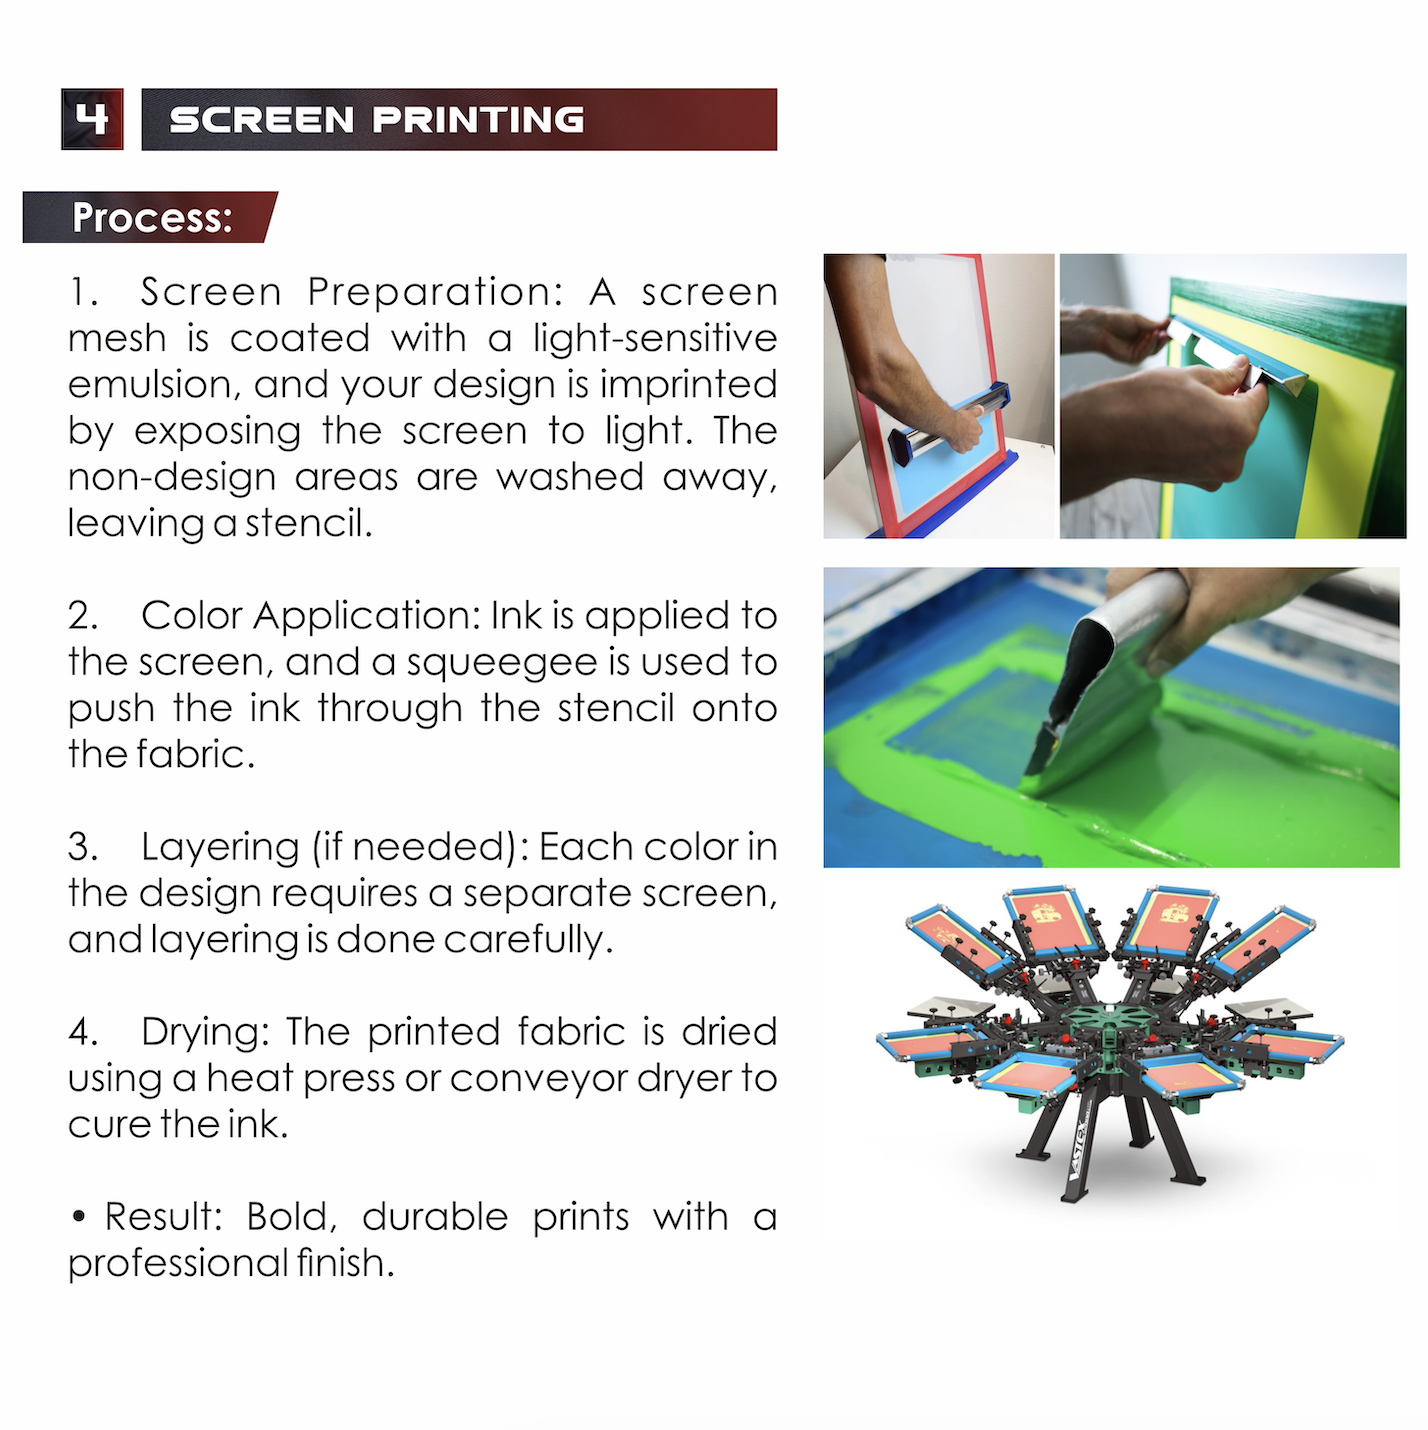 4 SCREEN PRINTING
Process:
1. Screen Preparation: A screen
mesh is coated with a light-sensitive
emulsion, and your design is imprinted
by exposing the screen to light. The
non-design areas are washed away,
leaving a stencil.
2. Color Application: Ink is applied to
the screen, and a squeegee is used to
push the ink through the stencil onto
the fabric.
3. Layering (if needed): Each color in
the design requires a separate screen,
and layering is done carefully.
4. Drying: The printed fabric is dried
using a heat press or conveyor dryer to
cure the ink.
• Result: Bold, durable prints with a
professional finish.
VASTEX